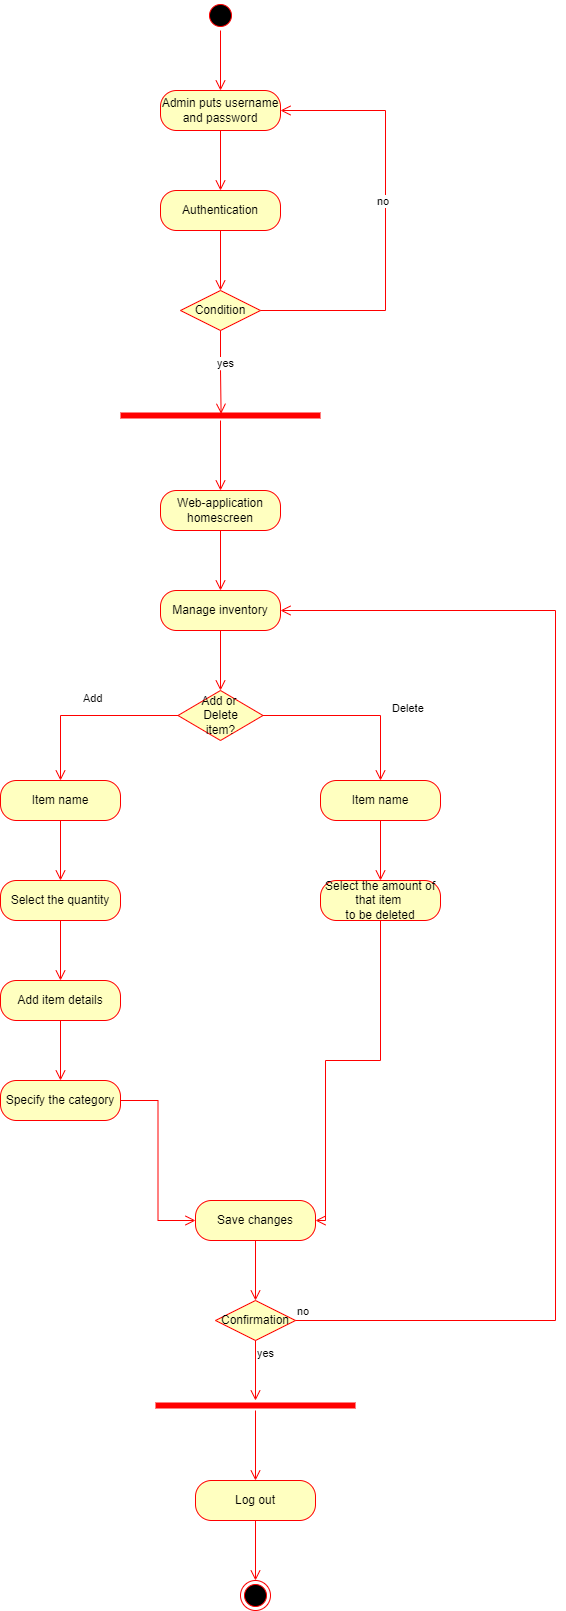 Admin puts username
and password
no
Authentication
Condition
yes
Web-application
homescreen
Manage inventory
Add
Add or
Delete
item?
Delete
Item name
Item name
Select the quantity
Select the amount of
that item
to be deleted
Add item details
Specify the category
Save changes
Confirmation
no
yes
Log out